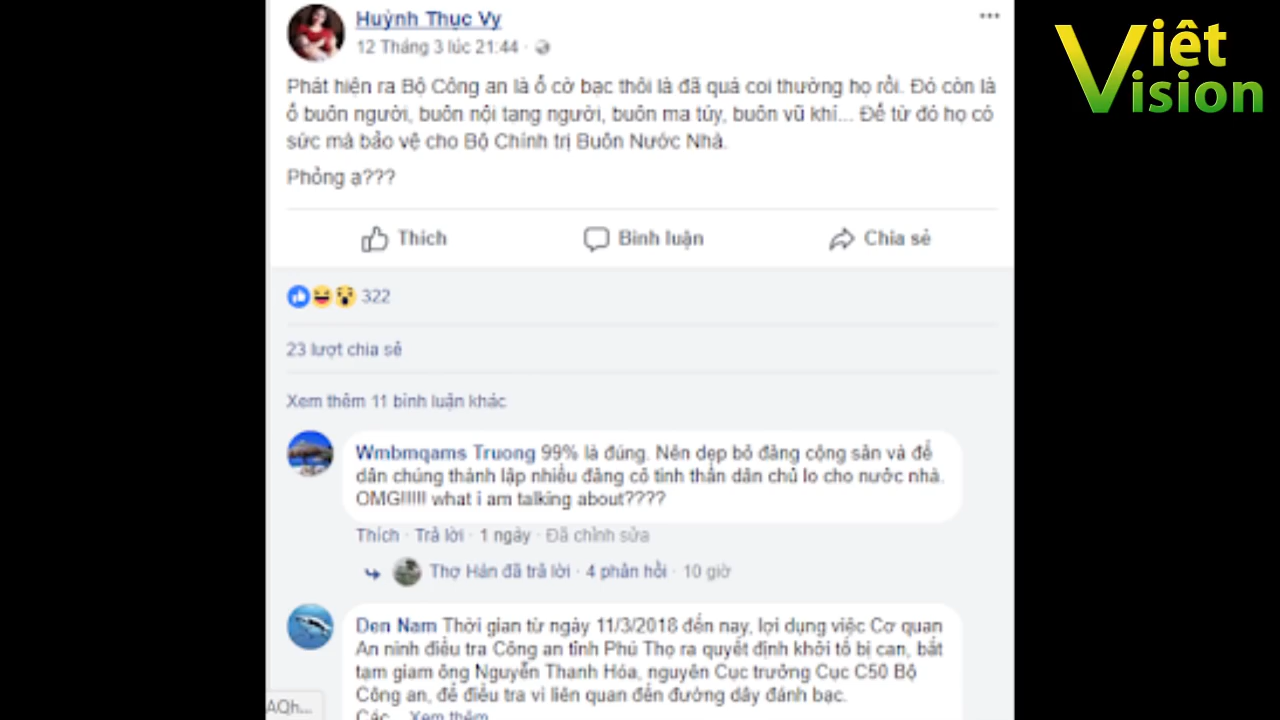 Huỳnh Thục Vy
12 Tháng 3 lúc 21:44 ·
Phát hiện ra Bộ Công an là ổ cờ bạc thôi là đã quá coi thường họ rồi. Đó còn là
ổ buôn người, buôn nội tạng người, buôn ma túy, buôn vũ khí... Để từ đó họ có
sức mà bảo vệ cho Bộ Chính trị Buôn Nước Nhà.
Phỏng ạ???
Thích Bình luận Chia sẻ
322
23 lượt chia sẻ
Xem thêm 11 bình luận khác
Wmbmqams Truong 99% là đúng. Nên dẹp bỏ đảng cộng sản và để
dân chúng thành lập nhiều đảng có tinh thần dân chủ lo cho nước nhà.
OMG!!!!! what i am talking about????
Thích · Trả lời · 1 ngày · Đã chỉnh sửa
Thợ Hán đã trả lời · 4 phản hồi · 10 giờ
Den Nam Thời gian từ ngày 11/3/2018 đến nay, lợi dụng việc Cơ quan
An ninh điều tra Công an tỉnh Phú Thọ ra quyết định khởi tố bị can, bắt
tạm giam ông Nguyễn Thanh Hóa, nguyên Cục trưởng Cục C50 Bộ
Công an, để điều tra vì liên quan đến đường dây đánh bạc.
Các... Xem thêm
AQh...
Việt
Vision